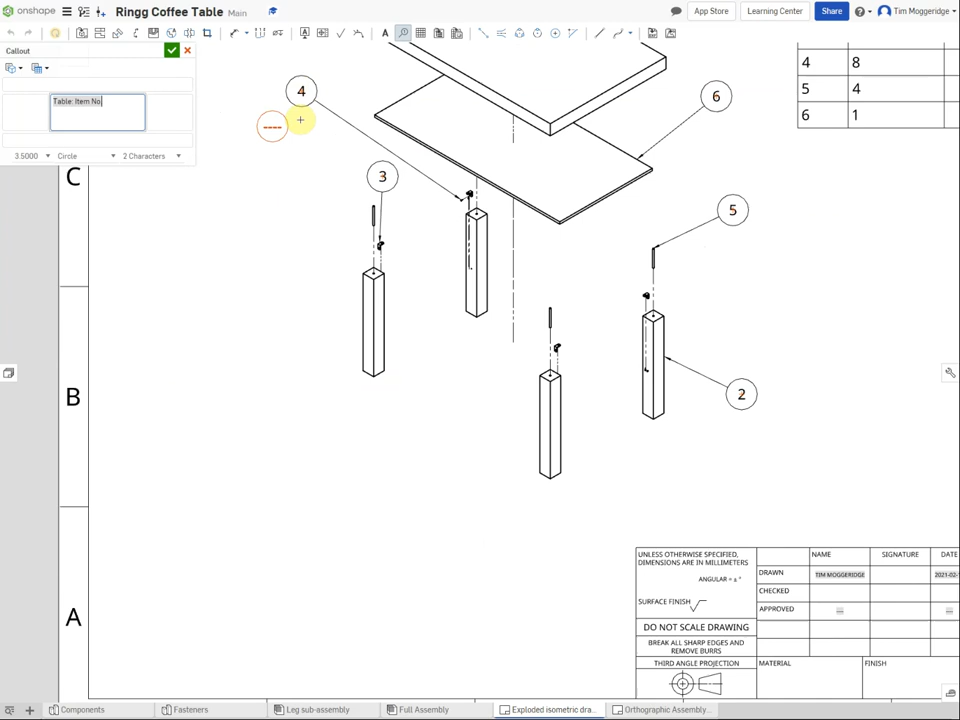 onshape
Ringg Coffee Table Main
App Store
Learning Center
Share
Tim Moggeridge
Callout
Table: Item No.
3.5000
Circle
2 Characters
4 8
5 4
6 1
4
6
3
5
2
----
C
B
A
UNLESS OTHERWISE SPECIFIED,
DIMENSIONS ARE IN MILLIMETERS
ANGULAR = ± °
SURFACE FINISH
DO NOT SCALE DRAWING
BREAK ALL SHARP EDGES AND
REMOVE BURRS
THIRD ANGLE PROJECTION
NAME SIGNATURE DATE
DRAWN TIM MOGGERIDGE 2021-02-
CHECKED
APPROVED
MATERIAL FINISH
Components
Fasteners
Leg sub-assembly
Full Assembly
Exploded isometric dra...
Orthographic Assembly...